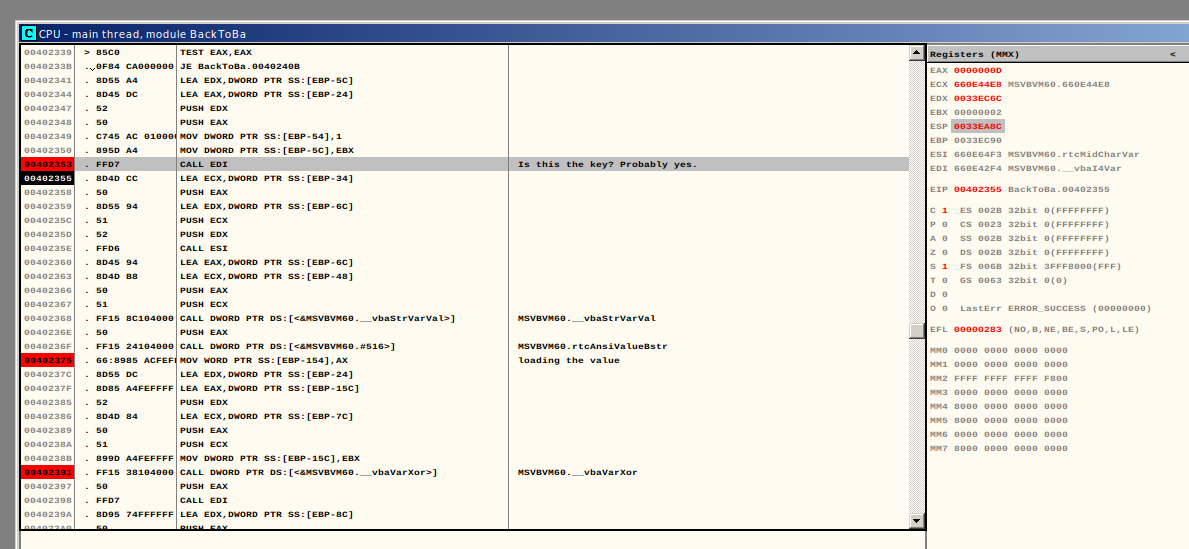 C CPU - main thread, module BackToBa
00402339 > 85C0 TEST EAX,EAX
0040233B . 0F84 CA000000 JE BackToBa.0040240B
00402341 . 8D55 A4 LEA EDX,DWORD PTR SS:[EBP-5C]
00402344 . 8D45 DC LEA EAX,DWORD PTR SS:[EBP-24]
00402347 . 52 PUSH EDX
00402348 . 50 PUSH EAX
00402349 . C745 AC 01000 MOV DWORD PTR SS:[EBP-54],1
00402350 . 895D A4 MOV DWORD PTR SS:[EBP-5C],EBX
00402353 . FFD7 CALL EDI Is this the key? Probably yes.
00402355 . 8D4D CC LEA ECX,DWORD PTR SS:[EBP-34]
00402358 . 50 PUSH EAX
00402359 . 8D55 94 LEA EDX,DWORD PTR SS:[EBP-6C]
0040235C . 51 PUSH ECX
0040235D . 52 PUSH EDX
0040235E . FFD6 CALL ESI
00402360 . 8D45 94 LEA EAX,DWORD PTR SS:[EBP-6C]
00402363 . 8D4D B8 LEA ECX,DWORD PTR SS:[EBP-48]
00402366 . 50 PUSH EAX
00402367 . 51 PUSH ECX
00402368 . FF15 8C104000 CALL DWORD PTR DS:[<&MSVBVM60.__vbaStrVarVal>] MSVBVM60.__vbaStrVarVal
0040236E . 50 PUSH EAX
0040236F . FF15 24104000 CALL DWORD PTR DS:[<&MSVBVM60.#516>] MSVBVM60.rtcAnsiValueBstr
00402375 . 66:8985 ACFEF MOV WORD PTR SS:[EBP-154],AX loading the value
0040237C . 8D55 DC LEA EDX,DWORD PTR SS:[EBP-24]
0040237F . 8D85 A4FEFFFF LEA EAX,DWORD PTR SS:[EBP-15C]
00402385 . 52 PUSH EDX
00402386 . 8D4D 84 LEA ECX,DWORD PTR SS:[EBP-7C]
00402389 . 50 PUSH EAX
0040238A . 51 PUSH ECX
0040238B . 899D A4FEFFFF MOV DWORD PTR SS:[EBP-15C],EBX
00402391 . FF15 38104000 CALL DWORD PTR DS:[<&MSVBVM60.__vbaVarXor>] MSVBVM60.__vbaVarXor
00402397 . 50 PUSH EAX
00402398 . FFD7 CALL EDI
0040239A . 8D95 74FFFFFF LEA EDX,DWORD PTR SS:[EBP-8C]
004023A0 . 50 PUSH EAX
Registers (MMX) <
EAX 0000000D
ECX 660E44E8 MSVBVM60.660E44E8
EDX 0033EC6C
EBX 00000002
ESP 0033EA8C
EBP 0033EC90
ESI 660E64F3 MSVBVM60.rtcMidCharVar
EDI 660E42F4 MSVBVM60.__vbaI4Var
EIP 00402355 BackToBa.00402355
C 1 ES 002B 32bit 0(FFFFFFFF)
P 0 CS 0023 32bit 0(FFFFFFFF)
A 0 SS 002B 32bit 0(FFFFFFFF)
Z 0 DS 002B 32bit 0(FFFFFFFF)
S 1 FS 006B 32bit 3FFF8000(FFF)
T 0 GS 0063 32bit 0(0)
D 0
O 0 LastErr ERROR_SUCCESS (00000000)
EFL 00000283 (NO,B,NE,BE,S,PO,L,LE)
MM0 0000 0000 0000 0000
MM1 0000 0000 0000 0000
MM2 FFFF FFFF FFFF F800
MM3 0000 0000 0000 0000
MM4 8000 0000 0000 0000
MM5 8000 0000 0000 0000
MM6 0000 0000 0000 0000
MM7 8000 0000 0000 0000